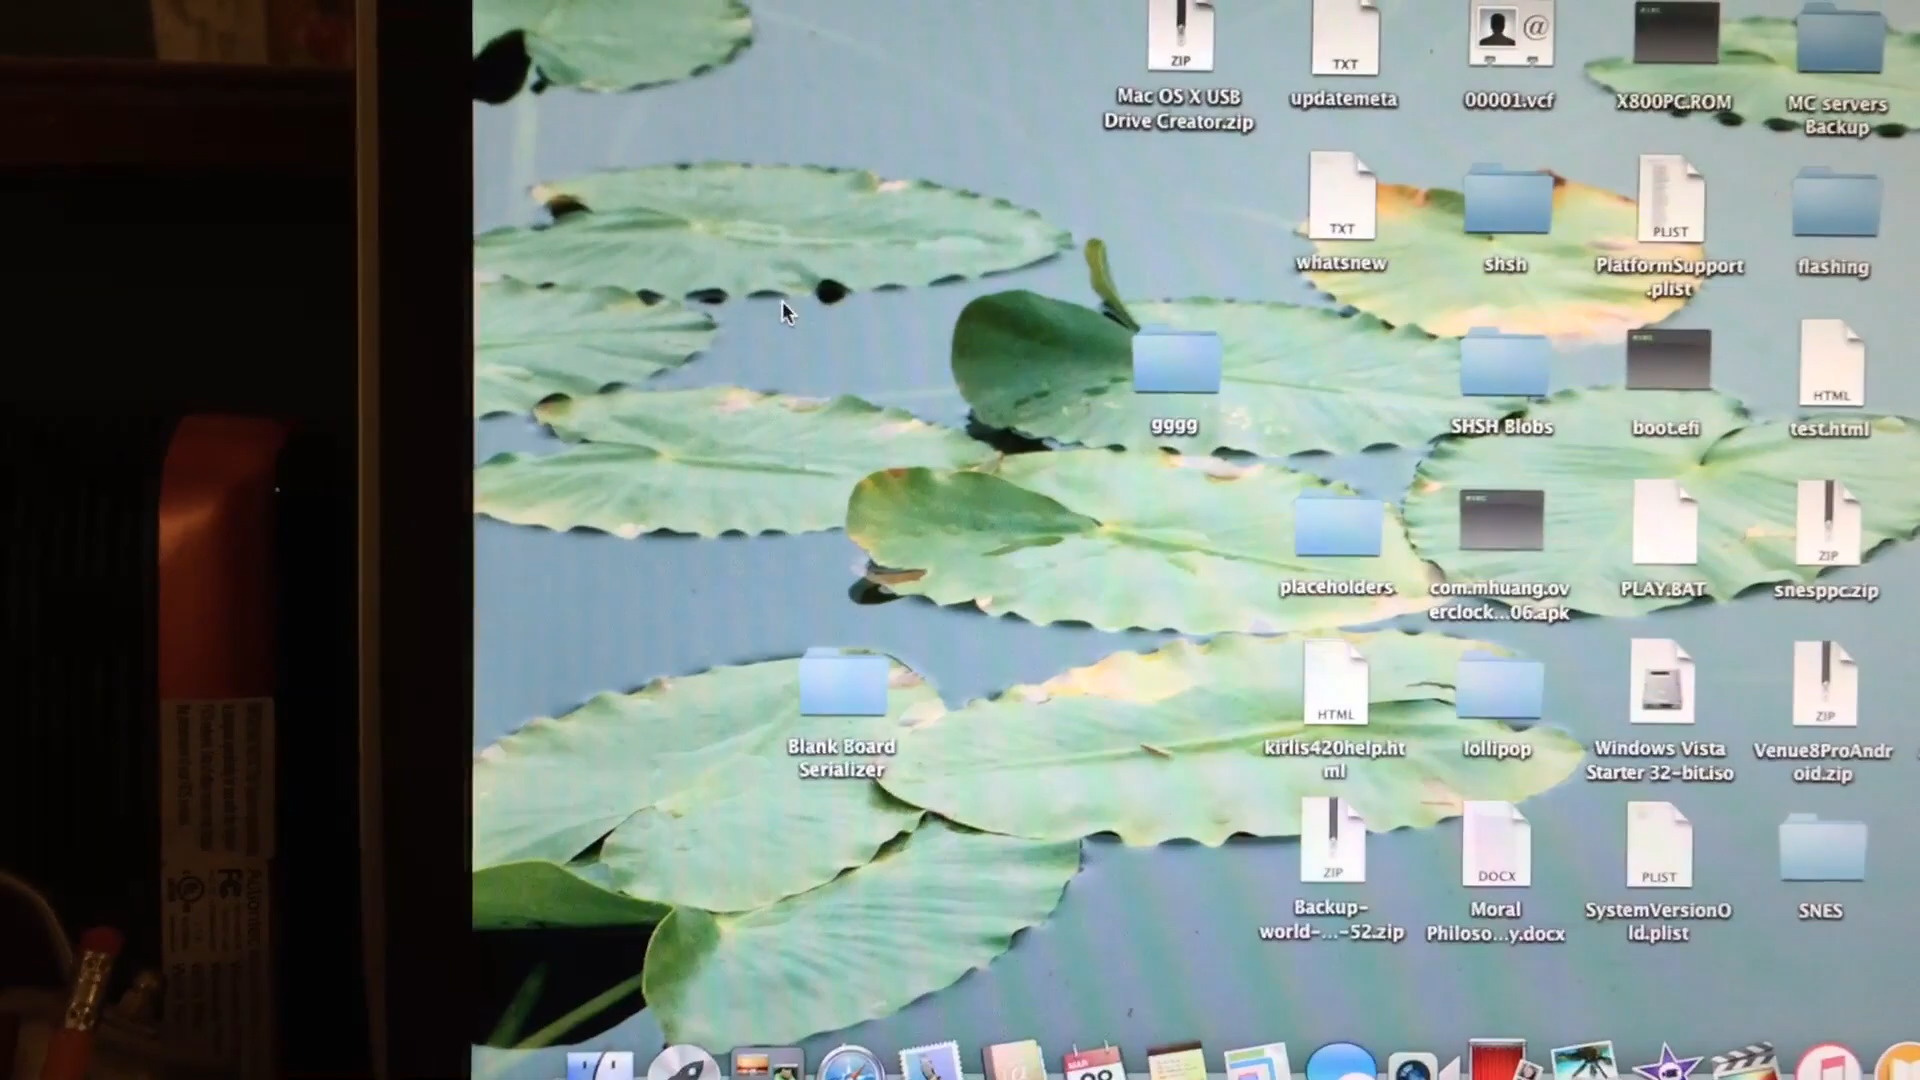 ZIP
TXT
@
Mac OS X USB
Drive Creator.zip
updatemeta
00001.vcf
X800PC.ROM
MC servers
Backup
TXT
PLIST
whatsnew
shsh
PlatformSupport
.plist
flashing
HTML
gggg
SHSH Blobs
boot.efi
test.html
ZIP
placeholders
com.mhuang.ov
erclock...06.apk
PLAY.BAT
snesppc.zip
HTML
ZIP
Blank Board
Serializer
kirlis420help.ht
ml
lollipop
Windows Vista
Starter 32-bit.iso
Venue8ProAndr
oid.zip
ZIP
DOCX
PLIST
Backup-
world-...-52.zip
Moral
Philoso...y.docx
SystemVersionO
ld.plist
SNES
MAR